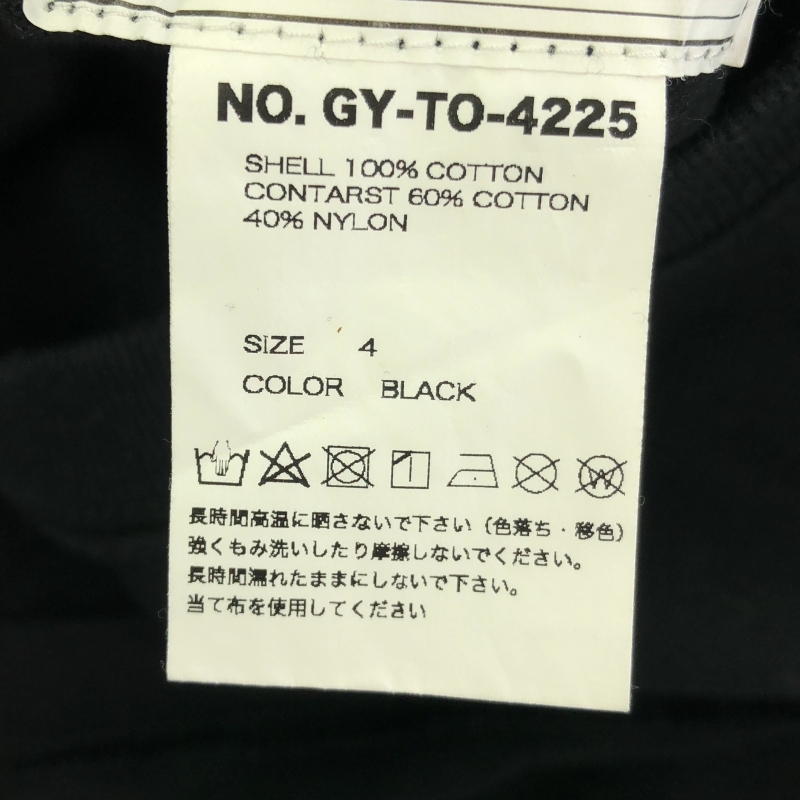 NO. GY-TO-4225
SHELL 100% COTTON
CONTARST 60% COTTON
40% NYLON
SIZE 4
COLOR BLACK
W
長時間高温に晒さないで下さい（色落ち・移色）
強くもみ洗いしたり摩擦しないでください。
長時間濡れたままにしないで下さい。
当て布を使用してください